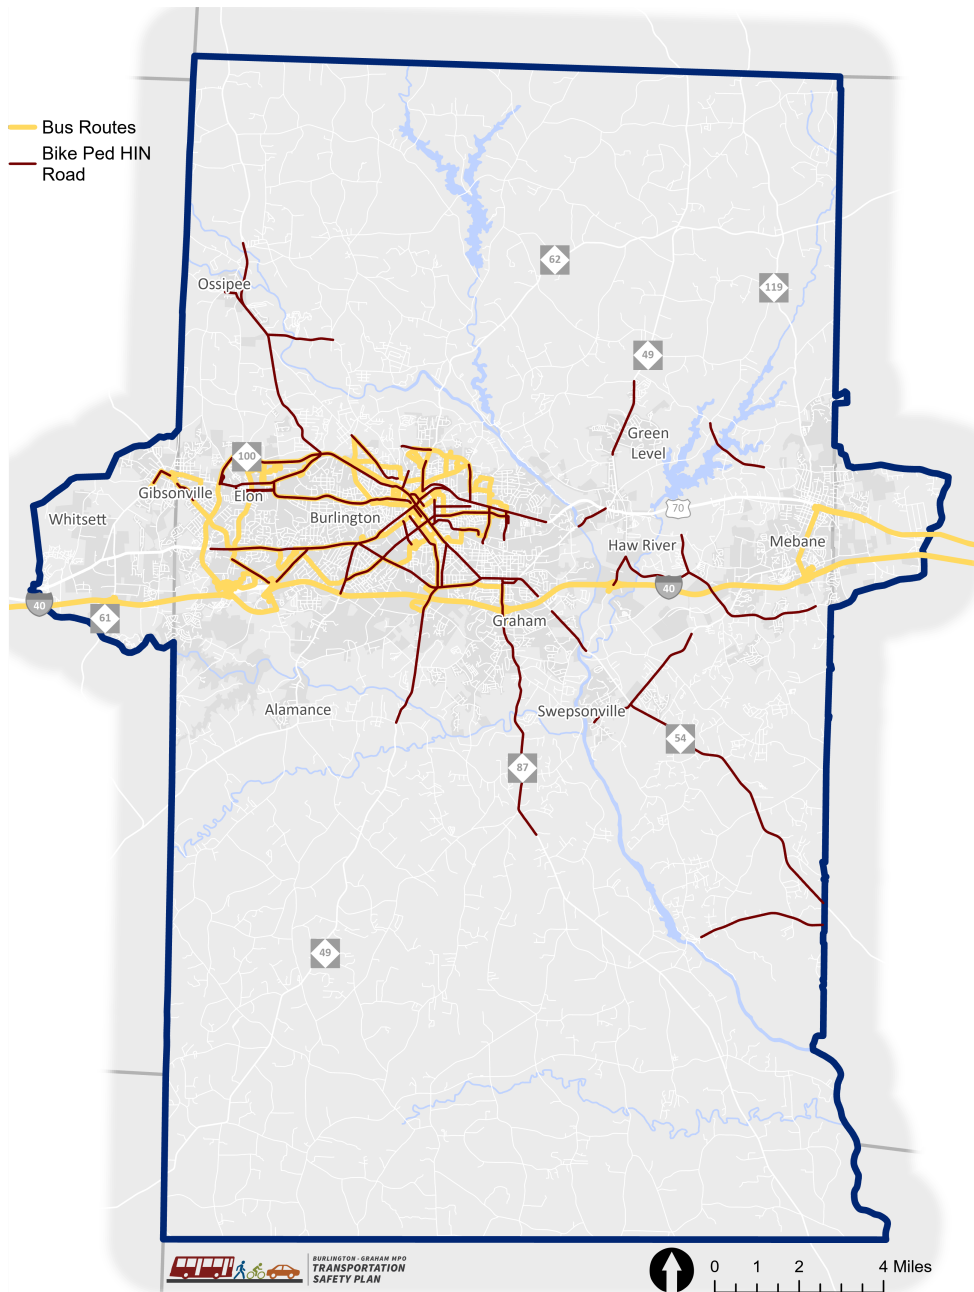 Bus Routes
Bike Ped HIN
Road
62
Ossipee
119
49
Green
Level
100
Gibsonville
Elon
Whitsett
Burlington
70
Haw River
Mebane
40
40
61
Graham
Alamance
Swepsonville
54
87
49
BURLINGTON - GRAHAM MPO
TRANSPORTATION
SAFETY PLAN
0 1 2 4 Miles